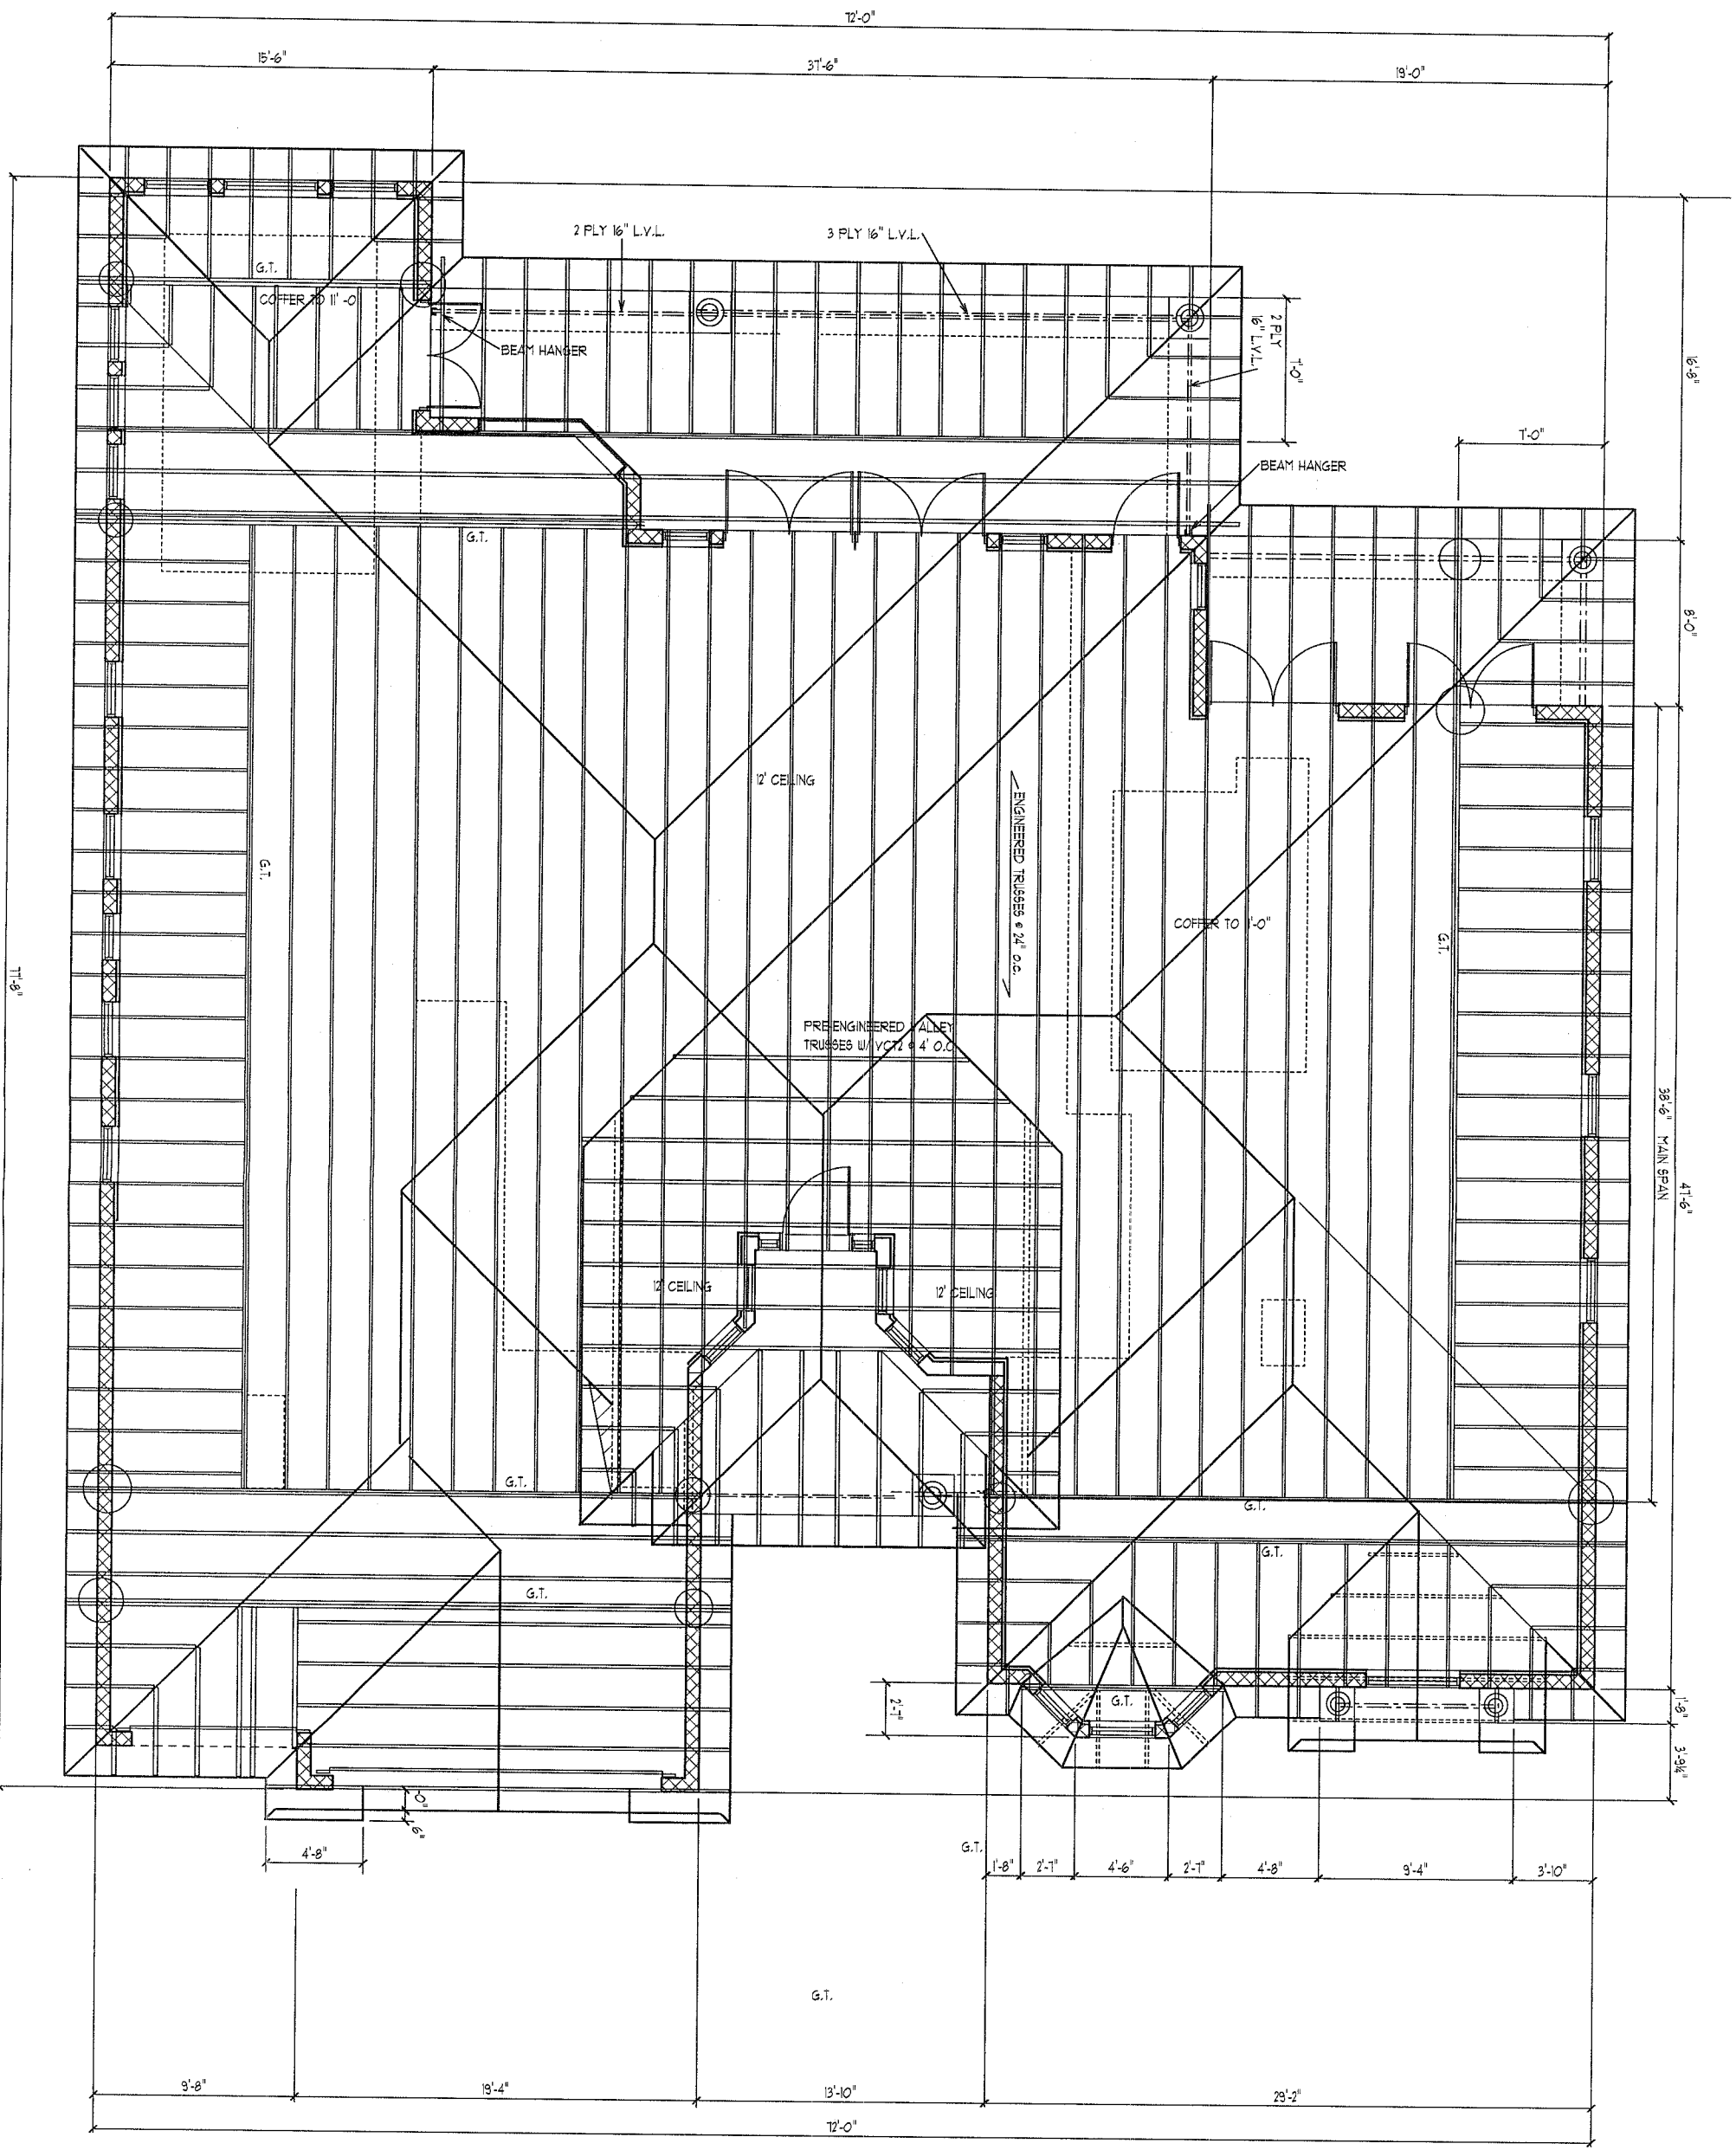 72'-0"
15'-6"
37'-6"
19'-0"
2 PLY 16" L.V.L.
3 PLY 16" L.V.L.
G.T.
COFFER TO 11'-0
BEAM HANGER
2 PLY
16" L.V.L.
7'-0"
16'-8"
7'-0"
BEAM HANGER
G.T.
8'-0"
12' CEILING
ENGINEERED TRUSSES @ 24" O.C.
G.T.
COFFER TO 1'-0"
G.T.
77'-8"
PRE-ENGINEERED VALLEY
TRUSSES W/ VCT2 @ 4' O.C
38'-6" MAIN SPAN
47'-6"
12' CEILING
12' CEILING
G.T.
G.T.
G.T.
G.T.
G.T.
2'-7"
1'-8"
3'-9¼"
-0"
6"
4'-8"
G.T.
1'-8"
2'-7"
4'-6"
2'-7"
4'-8"
9'-4"
3'-10"
G.T.
9'-8"
19'-4"
13'-10"
29'-2"
72'-0"